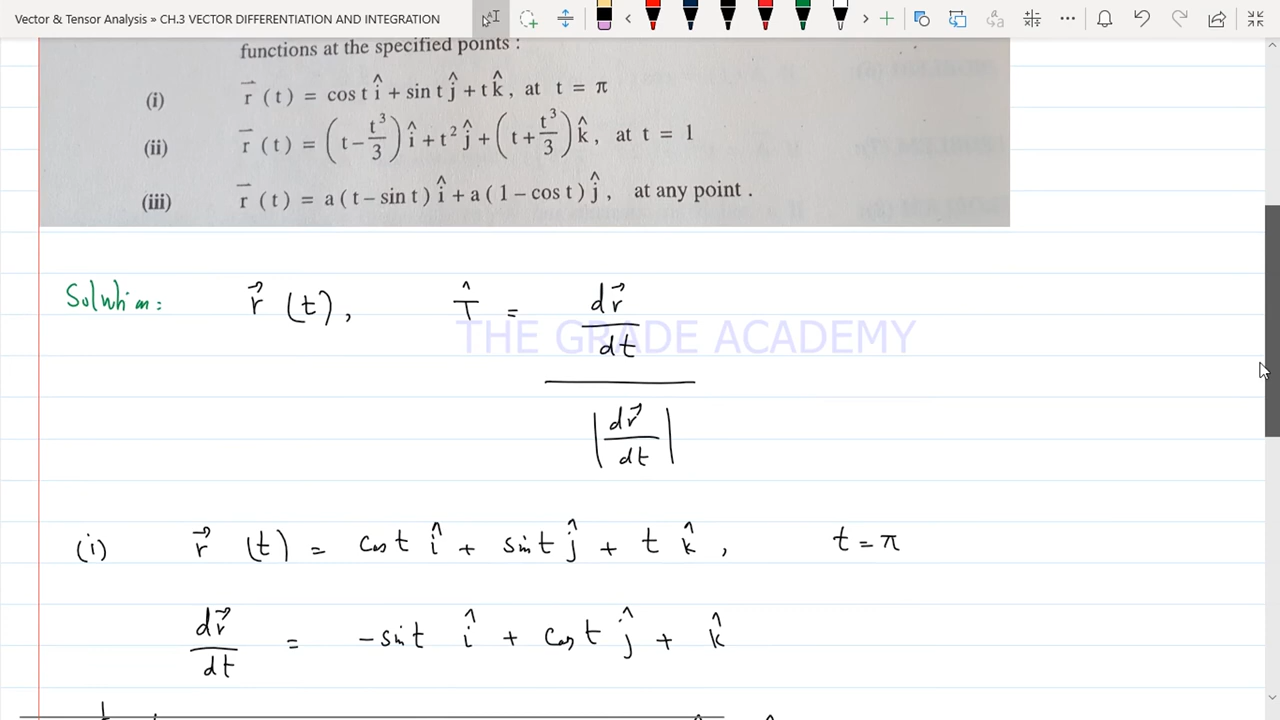 Vector & Tensor Analysis » CH.3 VECTOR DIFFERENTIATION AND INTEGRATION
functions at the specified points :
(i) r⃗ (t) = cos t î + sin t ĵ + t k̂, at t = π
(ii) r⃗ (t) = (t − t³/3) î + t² ĵ + (t + t³/3) k̂, at t = 1
(iii) r⃗ (t) = a ( t − sin t ) î + a ( 1 − cos t ) ĵ, at any point .
Solution: r⃗ (t), T̂ = (dr⃗/dt) / |dr⃗/dt|
THE GRADE ACADEMY
(i) r⃗ (t) = cos t î + sin t ĵ + t k̂, t = π
dr⃗/dt = −sin t î + cos t ĵ + k̂